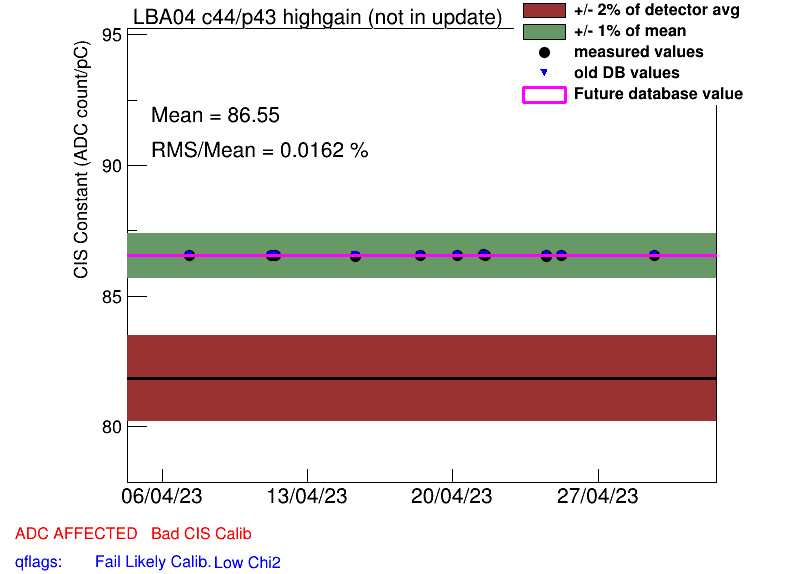 LBA04 c44/p43 highgain (not in update)
+/- 2% of detector avg
+/- 1% of mean
measured values
old DB values
Future database value
CIS Constant (ADC count/pC)
95
90
85
80
Mean = 86.55
RMS/Mean = 0.0162 %
06/04/23 13/04/23 20/04/23 27/04/23
ADC AFFECTED Bad CIS Calib
qflags: Fail Likely Calib. Low Chi2